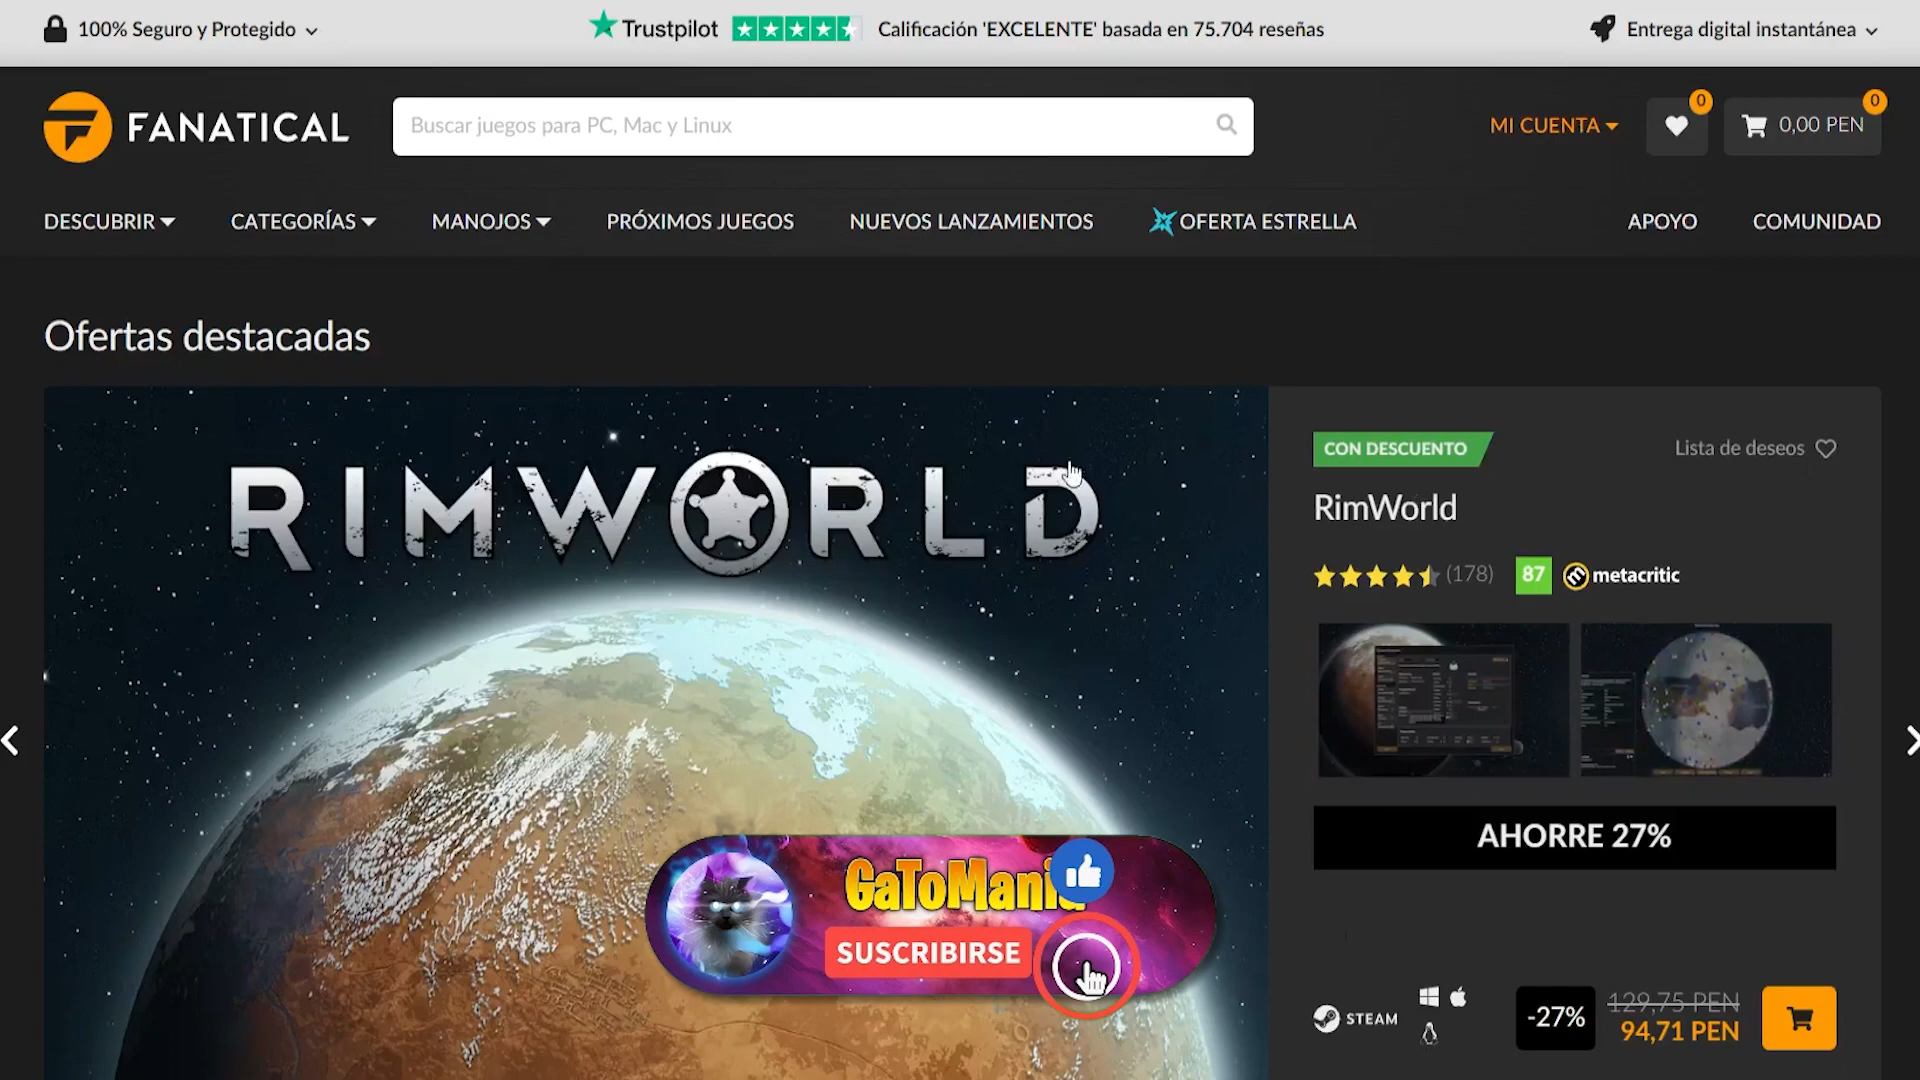 100% Seguro y Protegido
Trustpilot
Calificación 'EXCELENTE' basada en 75.704 reseñas
Entrega digital instantánea
FANATICAL
Buscar juegos para PC, Mac y Linux
MI CUENTA
0
0,00 PEN
0
DESCUBRIR
CATEGORÍAS
MANOJOS
PRÓXIMOS JUEGOS
NUEVOS LANZAMIENTOS
OFERTA ESTRELLA
APOYO
COMUNIDAD
Ofertas destacadas
RIMWORLD
CON DESCUENTO
Lista de deseos
RimWorld
(178)
87
metacritic
AHORRE 27%
GaToMania
SUSCRIBIRSE
STEAM
-27%
129,75 PEN
94,71 PEN